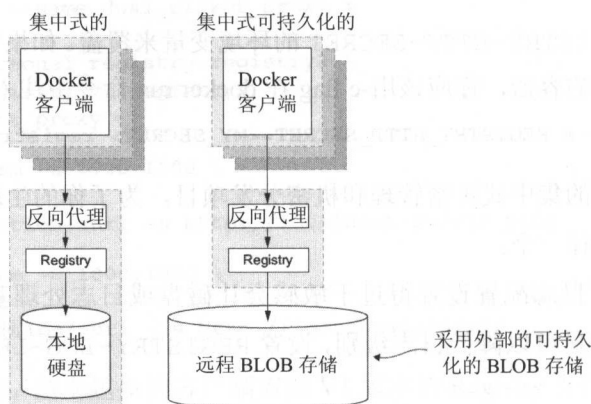 集中式的
集中式可持久化的
Docker
客户端
Docker
客户端
反向代理
反向代理
Registry
Registry
本地
硬盘
远程 BLOB 存储
采用外部的可持久
化的 BLOB 存储